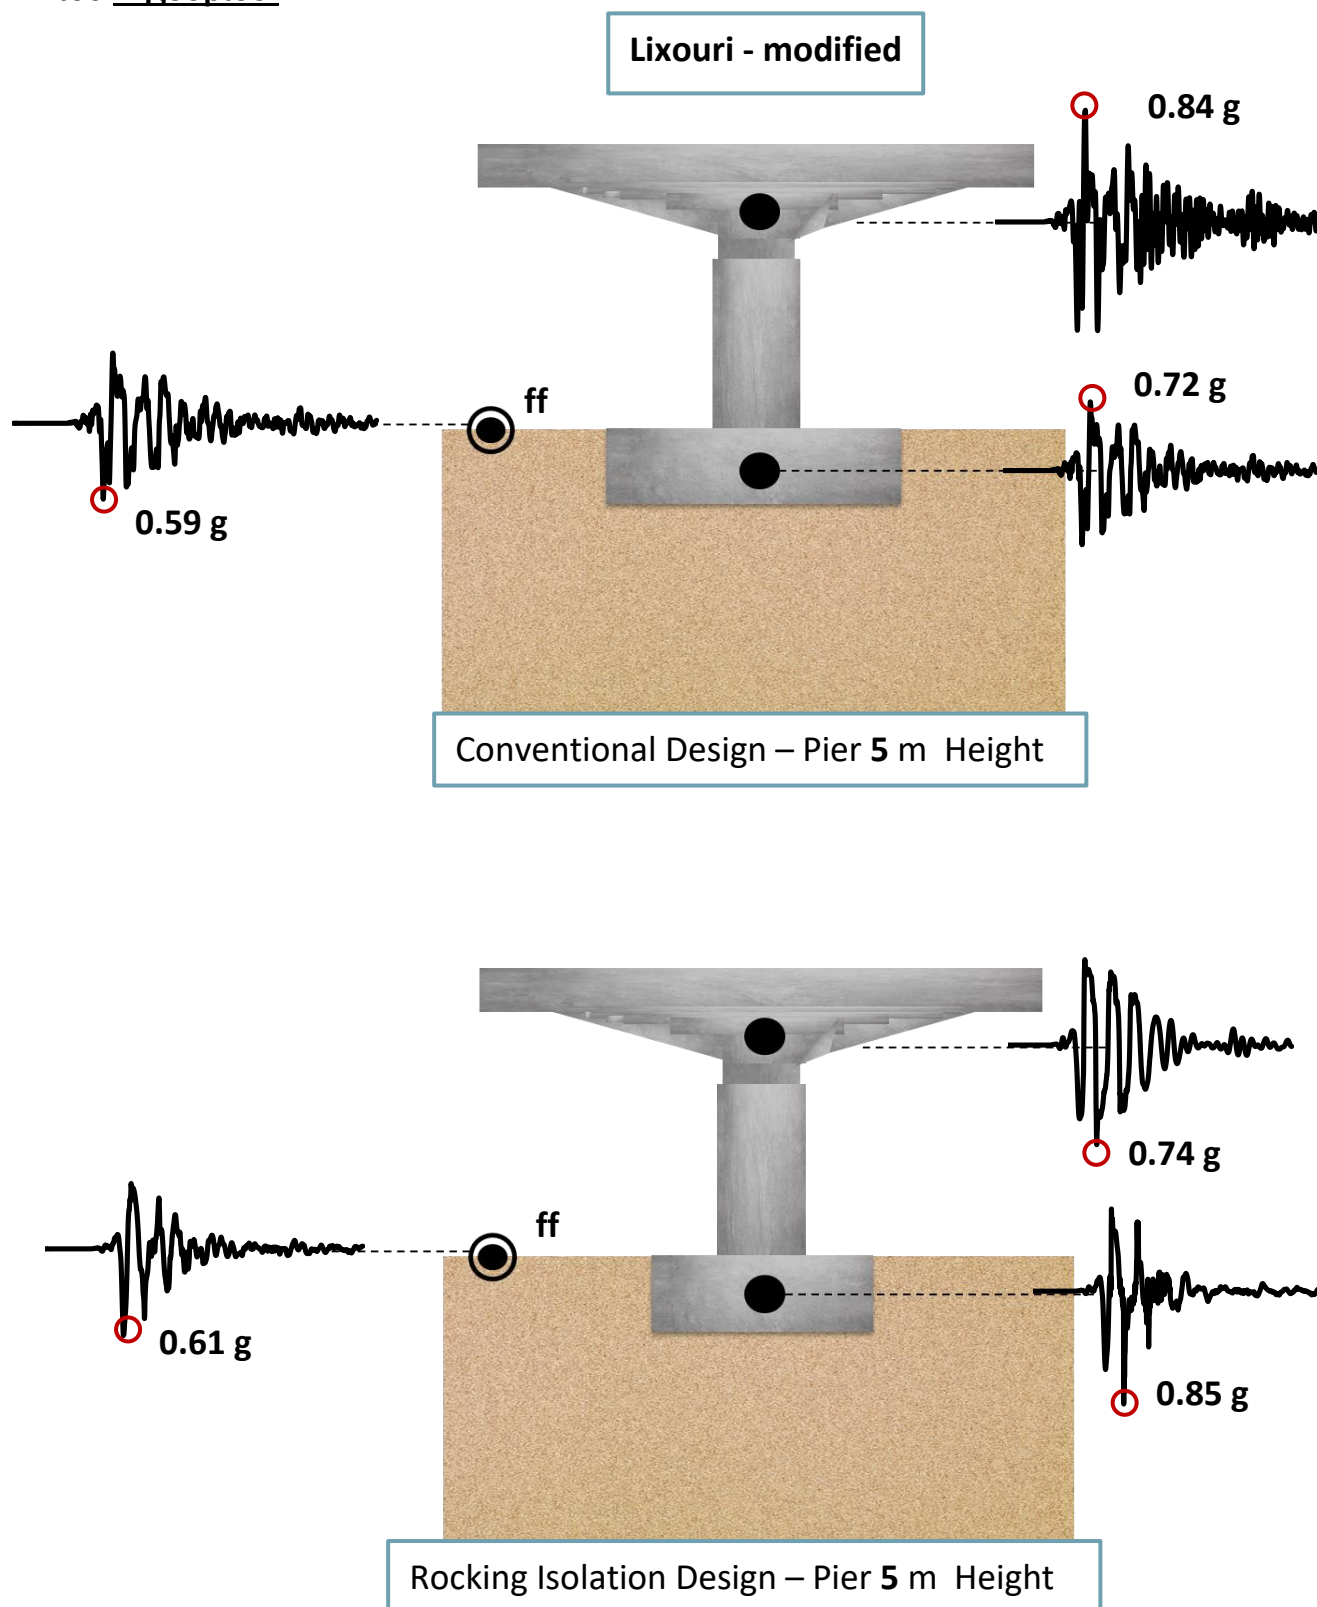 Lixouri - modified
0.84 g
0.72 g
ff
0.59 g
Conventional Design – Pier 5 m Height
0.74 g
ff
0.61 g
0.85 g
Rocking Isolation Design – Pier 5 m Height